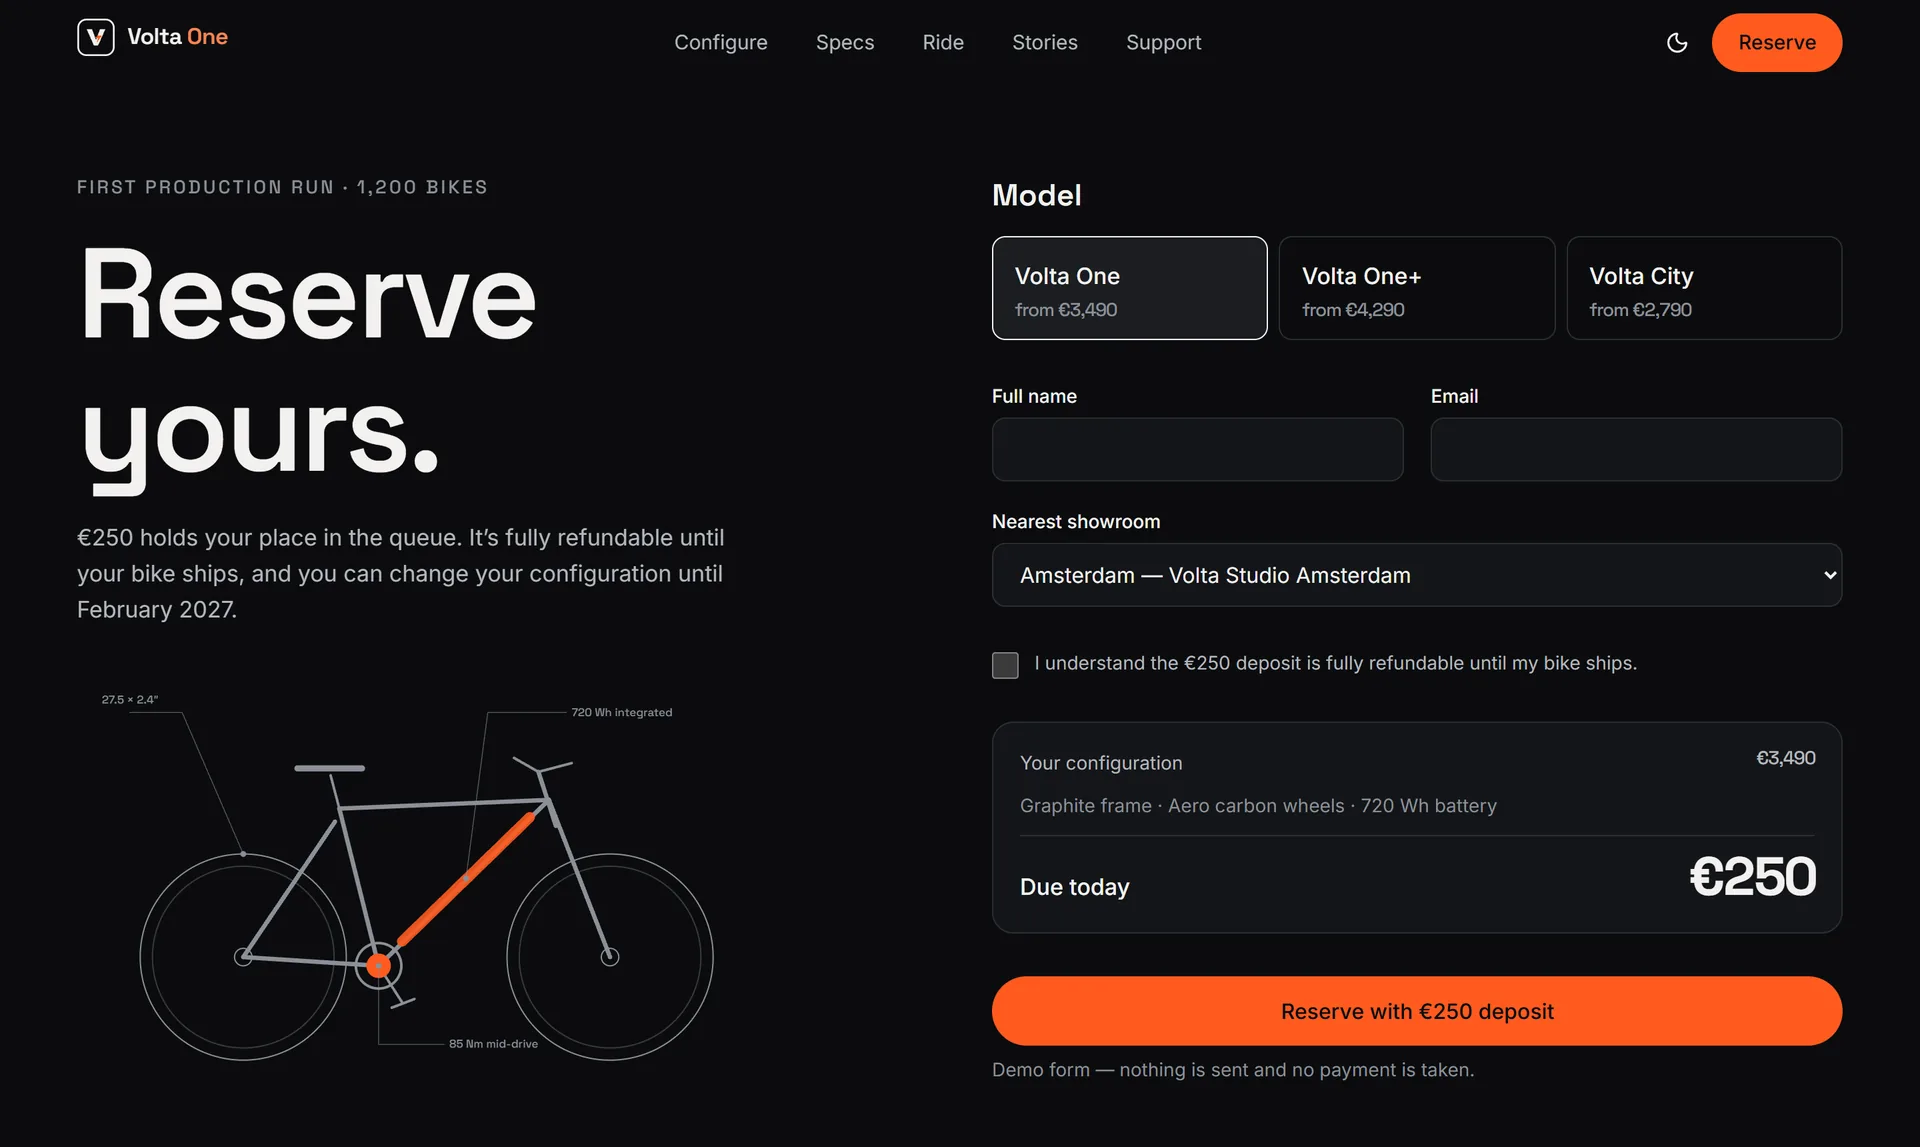 Volta One
Configure
Specs
Ride
Stories
Support
Reserve
FIRST PRODUCTION RUN · 1,200 BIKES
Reserve
yours.
€250 holds your place in the queue. It’s fully refundable until
your bike ships, and you can change your configuration until
February 2027.
27.5 × 2.4″
720 Wh integrated
85 Nm mid-drive
Model
Volta One
from €3,490
Volta One+
from €4,290
Volta City
from €2,790
Full name
Email
Nearest showroom
Amsterdam — Volta Studio Amsterdam
I understand the €250 deposit is fully refundable until my bike ships.
Your configuration
€3,490
Graphite frame · Aero carbon wheels · 720 Wh battery
Due today
€250
Reserve with €250 deposit
Demo form — nothing is sent and no payment is taken.